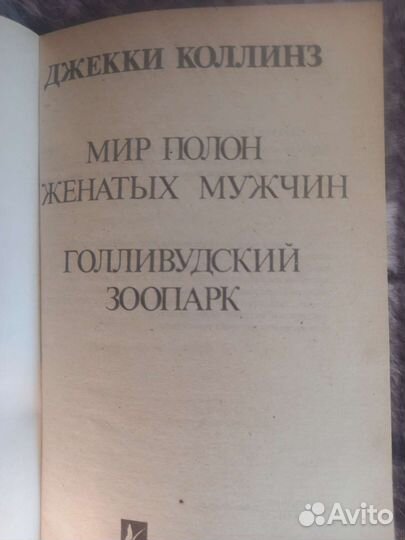 ДЖЕККИ КОЛЛИНЗ
МИР ПОЛОН
ЖЕНАТЫХ МУЖЧИН
ГОЛЛИВУДСКИЙ
ЗООПАРК
Avito